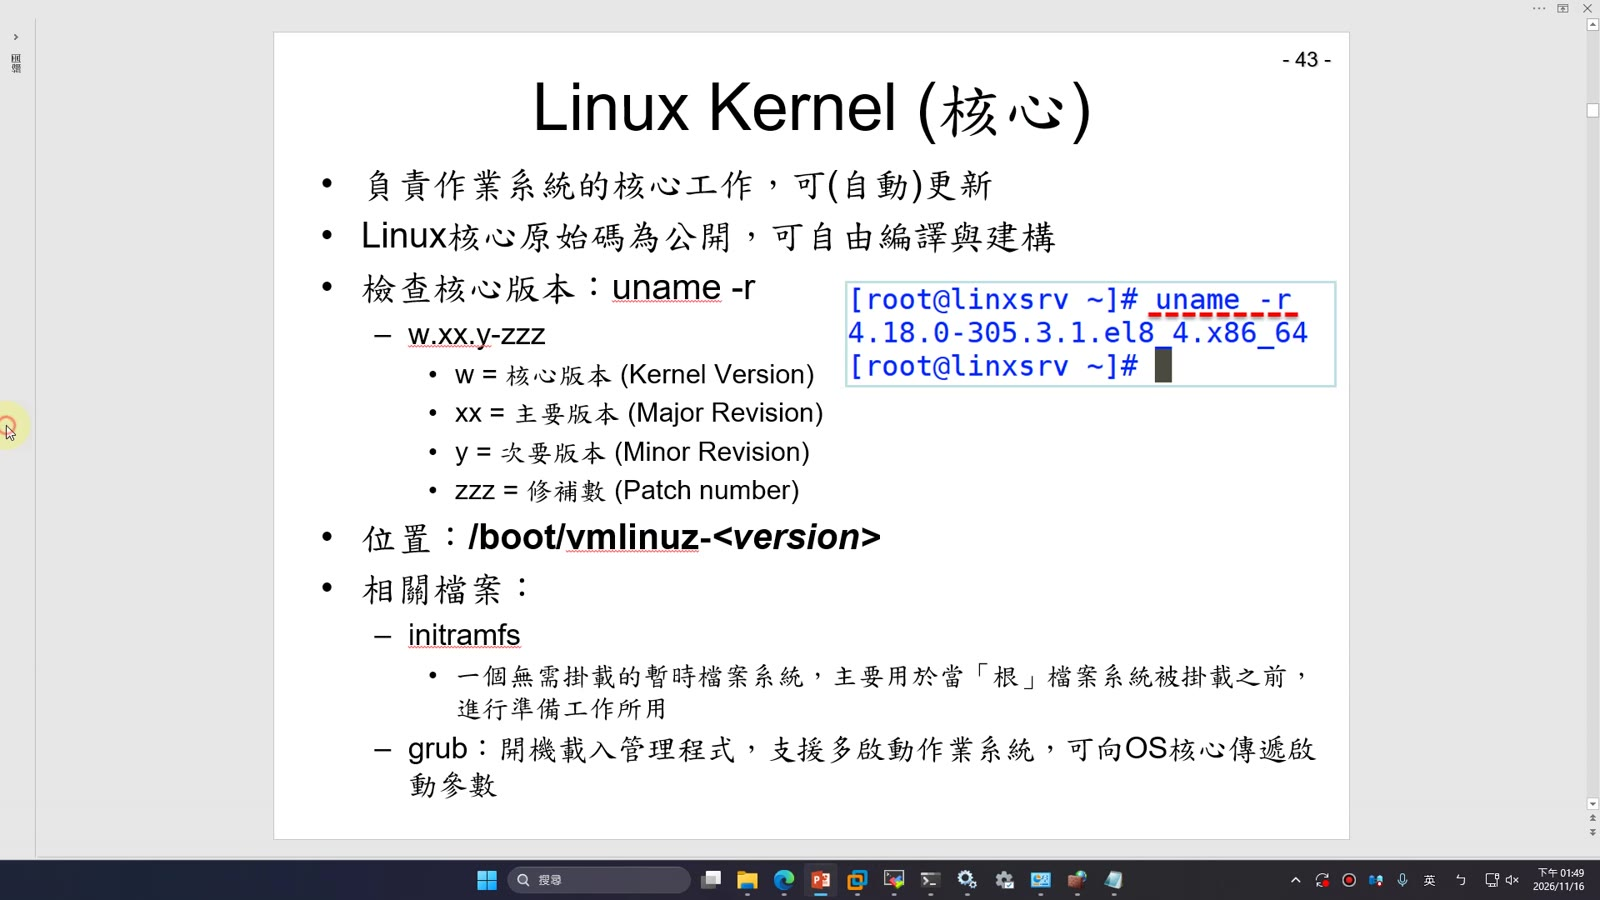 - 43 -
縮圖
Linux Kernel (核心)
• 負責作業系統的核心工作，可(自動)更新
• Linux核心原始碼為公開，可自由編譯與建構
• 檢查核心版本：uname -r
[root@linxsrv ~]# uname -r
4.18.0-305.3.1.el8_4.x86_64
[root@linxsrv ~]#
– w.xx.y-zzz
• w = 核心版本 (Kernel Version)
• xx = 主要版本 (Major Revision)
• y = 次要版本 (Minor Revision)
• zzz = 修補數 (Patch number)
• 位置：/boot/vmlinuz-<version>
• 相關檔案：
– initramfs
• 一個無需掛載的暫時檔案系統，主要用於當「根」檔案系統被掛載之前，
進行準備工作所用
– grub：開機載入管理程式，支援多啟動作業系統，可向OS核心傳遞啟
動參數
搜尋
英
ㄅ
下午 01:49
2026/11/16